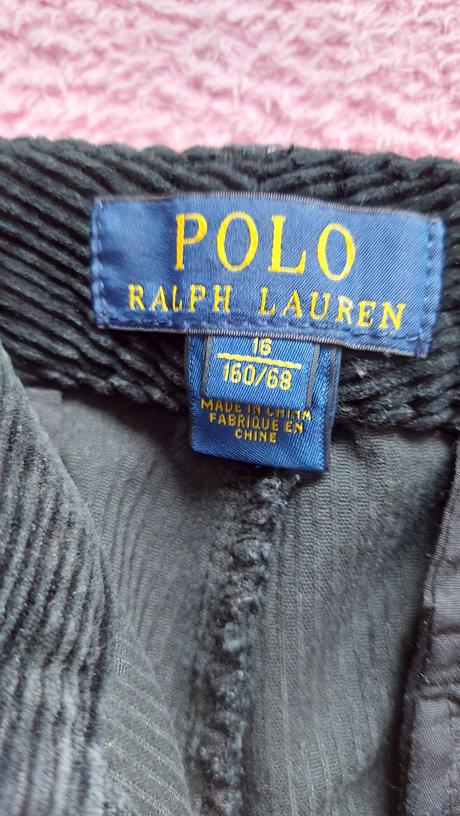 POLO
RALPH LAUREN
16
160/68
MADE IN CHINA
FABRIQUE EN
CHINE